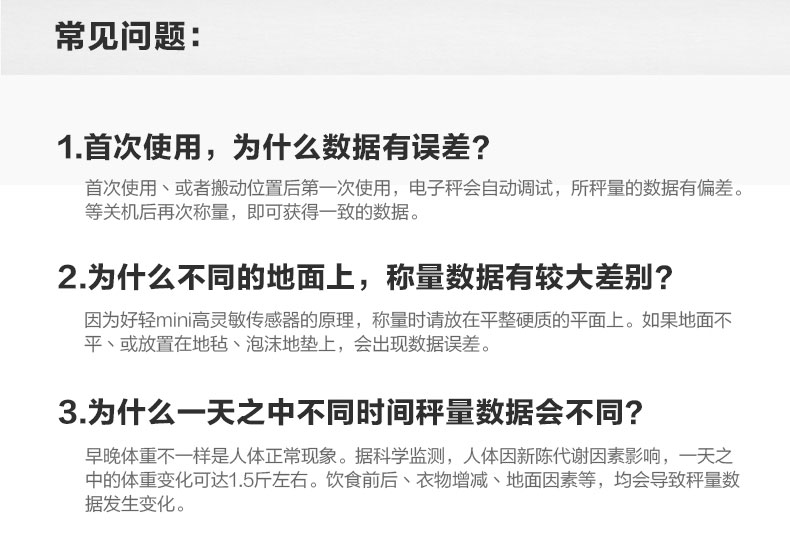 常见问题：
1.首次使用，为什么数据有误差？
首次使用、或者搬动位置后第一次使用，电子秤会自动调试，所秤量的数据有偏差。
等关机后再次称量，即可获得一致的数据。
2.为什么不同的地面上，称量数据有较大差别？
因为好轻mini高灵敏传感器的原理，称量时请放在平整硬质的平面上。如果地面不
平、或放置在地毡、泡沫地垫上，会出现数据误差。
3.为什么一天之中不同时间秤量数据会不同？
早晚体重不一样是人体正常现象。据科学监测，人体因新陈代谢因素影响，一天之
中的体重变化可达1.5斤左右。饮食前后、衣物增减、地面因素等，均会导致秤量数
据发生变化。